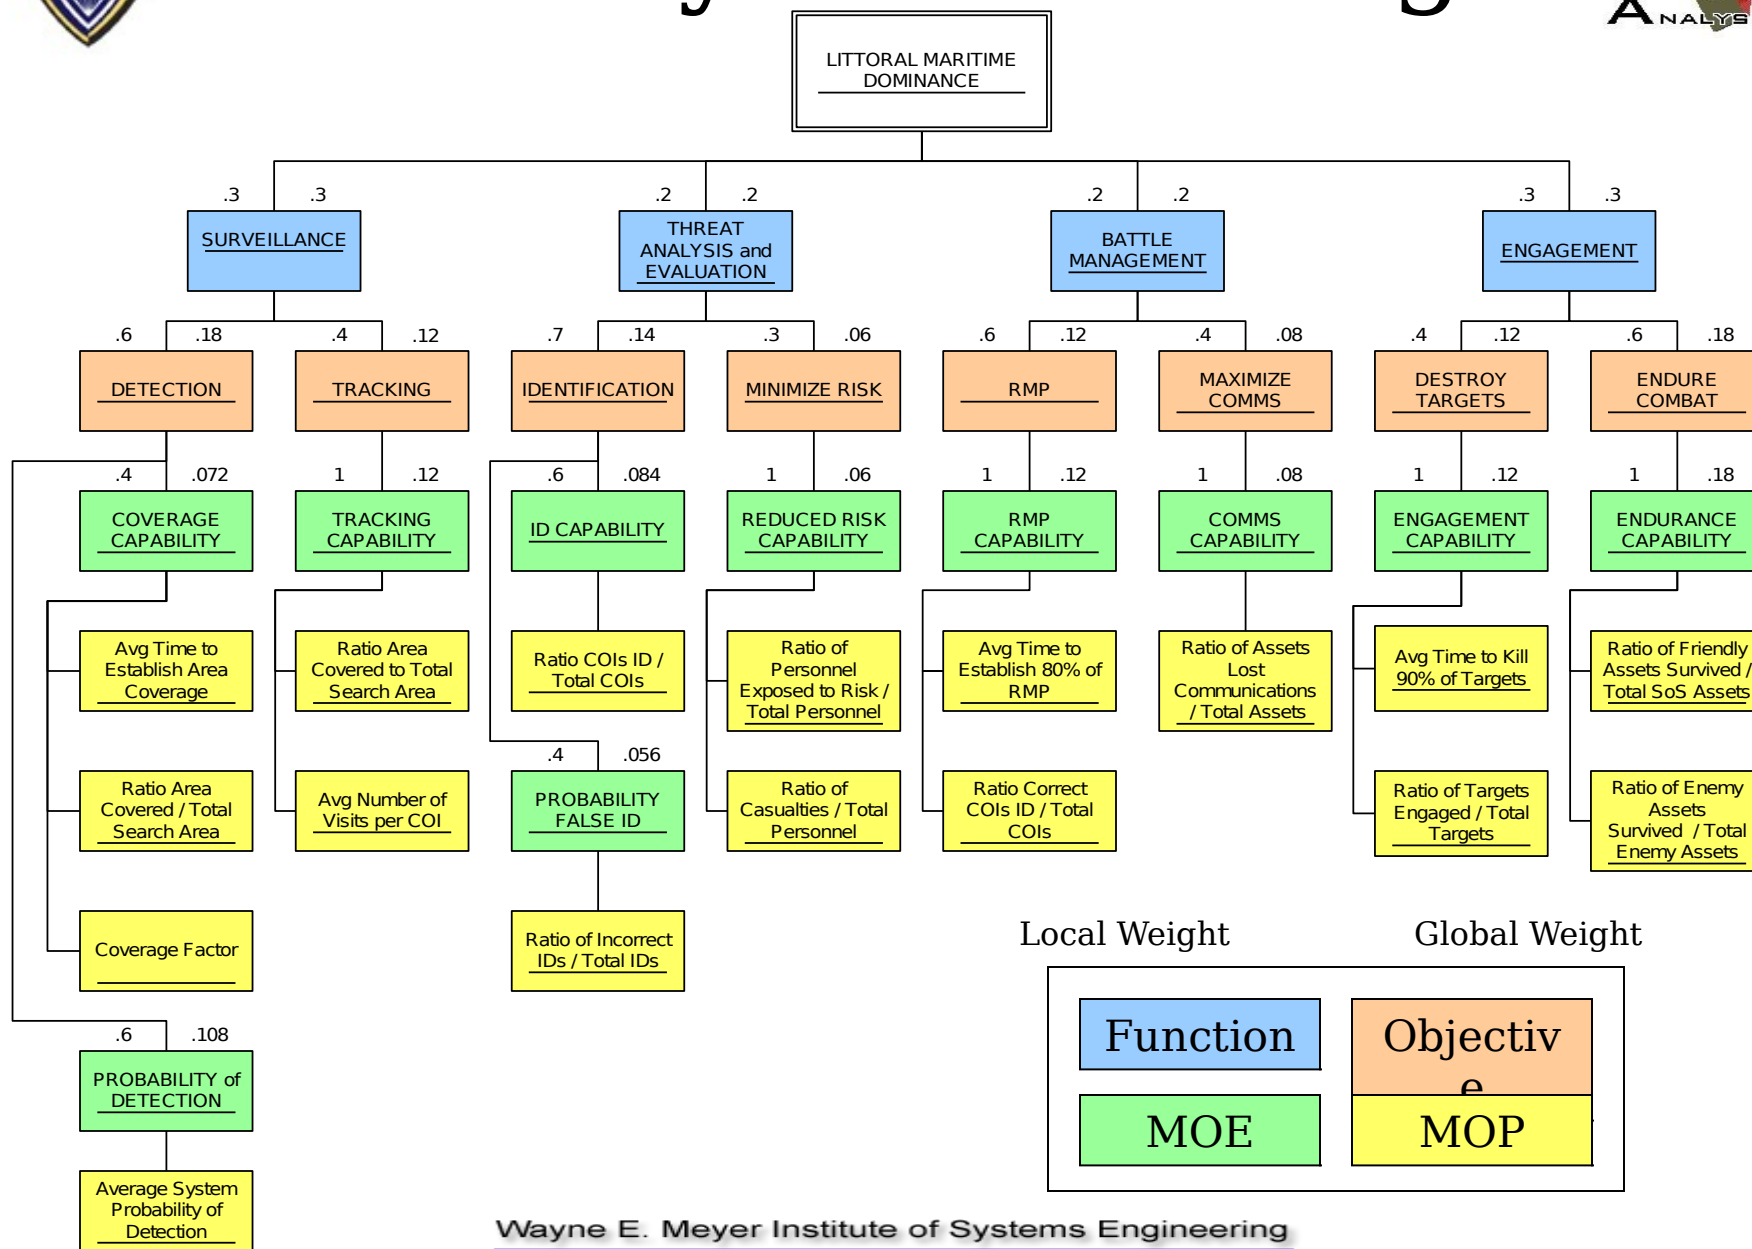 ANALYS
LITTORAL MARITIME
DOMINANCE
.3 .3
.2 .2
.2 .2
.3 .3
SURVEILLANCE
THREAT
ANALYSIS and
EVALUATION
BATTLE
MANAGEMENT
ENGAGEMENT
.6 .18
.4 .12
.7 .14
.3 .06
.6 .12
.4 .08
.4 .12
.6 .18
DETECTION
TRACKING
IDENTIFICATION
MINIMIZE RISK
RMP
MAXIMIZE
COMMS
DESTROY
TARGETS
ENDURE
COMBAT
.4 .072
1 .12
.6 .084
1 .06
1 .12
1 .08
1 .12
1 .18
COVERAGE
CAPABILITY
TRACKING
CAPABILITY
ID CAPABILITY
REDUCED RISK
CAPABILITY
RMP
CAPABILITY
COMMS
CAPABILITY
ENGAGEMENT
CAPABILITY
ENDURANCE
CAPABILITY
Avg Time to
Establish Area
Coverage
Ratio Area
Covered to Total
Search Area
Ratio COIs ID /
Total COIs
Ratio of
Personnel
Exposed to Risk /
Total Personnel
Avg Time to
Establish 80% of
RMP
Ratio of Assets
Lost
Communications
/ Total Assets
Avg Time to Kill
90% of Targets
Ratio of Friendly
Assets Survived /
Total SoS Assets
.4 .056
Ratio Area
Covered / Total
Search Area
Avg Number of
Visits per COI
PROBABILITY
FALSE ID
Ratio of
Casualties / Total
Personnel
Ratio Correct
COIs ID / Total
COIs
Ratio of Targets
Engaged / Total
Targets
Ratio of Enemy
Assets
Survived / Total
Enemy Assets
Coverage Factor
Ratio of Incorrect
IDs / Total IDs
Local Weight
Global Weight
.6 .108
PROBABILITY of
DETECTION
Function
Objectiv
e
MOE
MOP
Average System
Probability of
Detection
Wayne E. Meyer Institute of Systems Engineering